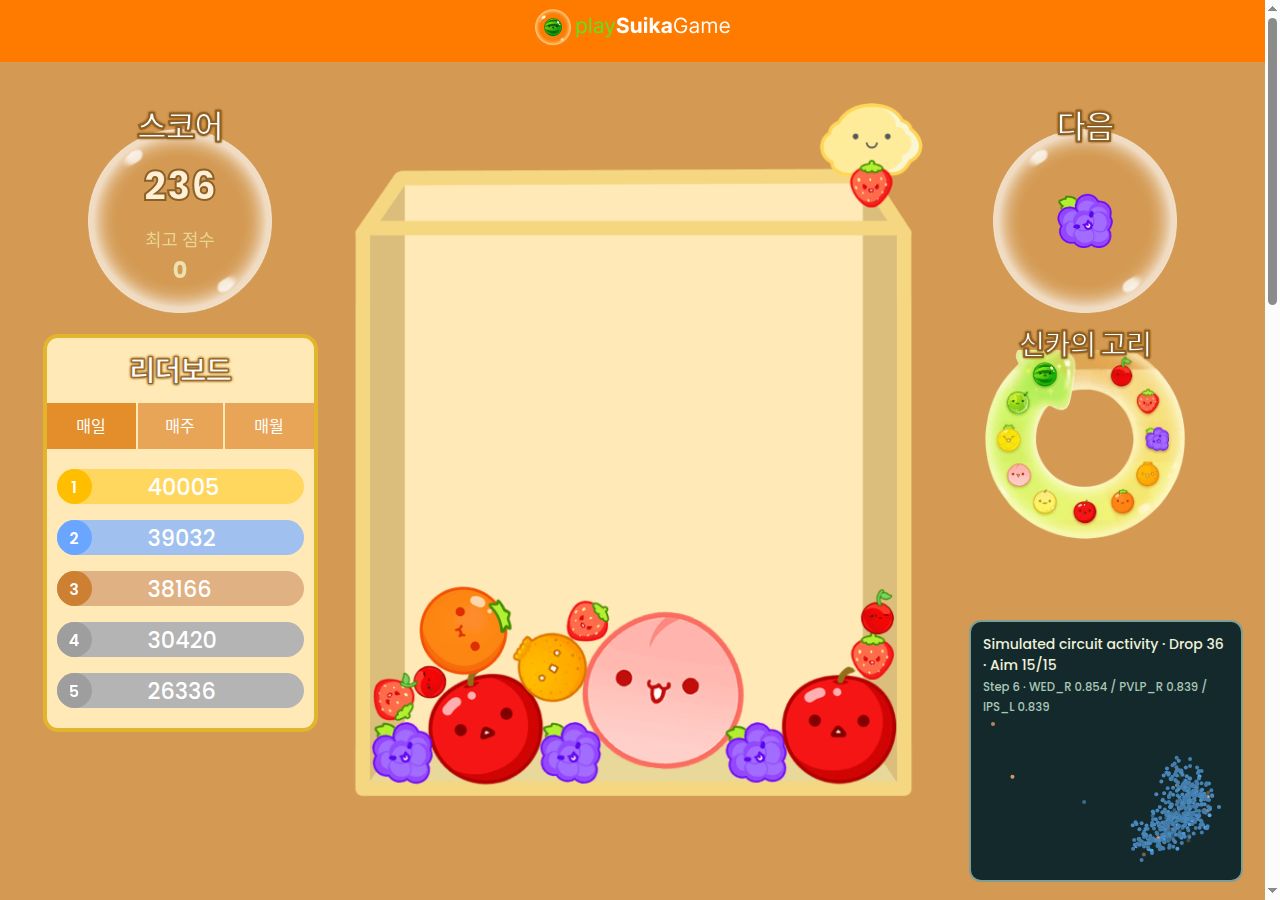 playSuikaGame
스코어
236
최고 점수
0
리더보드
매일 매주 매월
1 40005
2 39032
3 38166
4 30420
5 26336
다음
신카의 고리
Simulated circuit activity · Drop 36
· Aim 15/15
Step 6 · WED_R 0.854 / PVLP_R 0.839 /
IPS_L 0.839